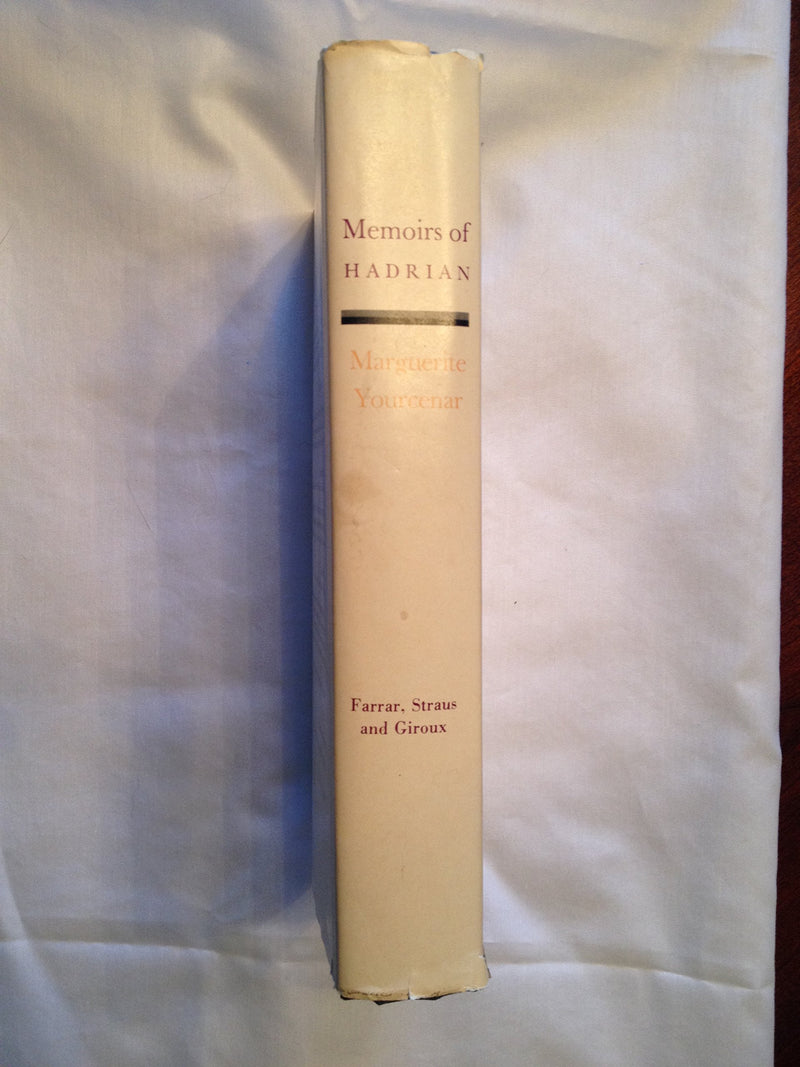 Memoirs of
HADRIAN
Marguerite
Yourcenar
Farrar, Straus
and Giroux